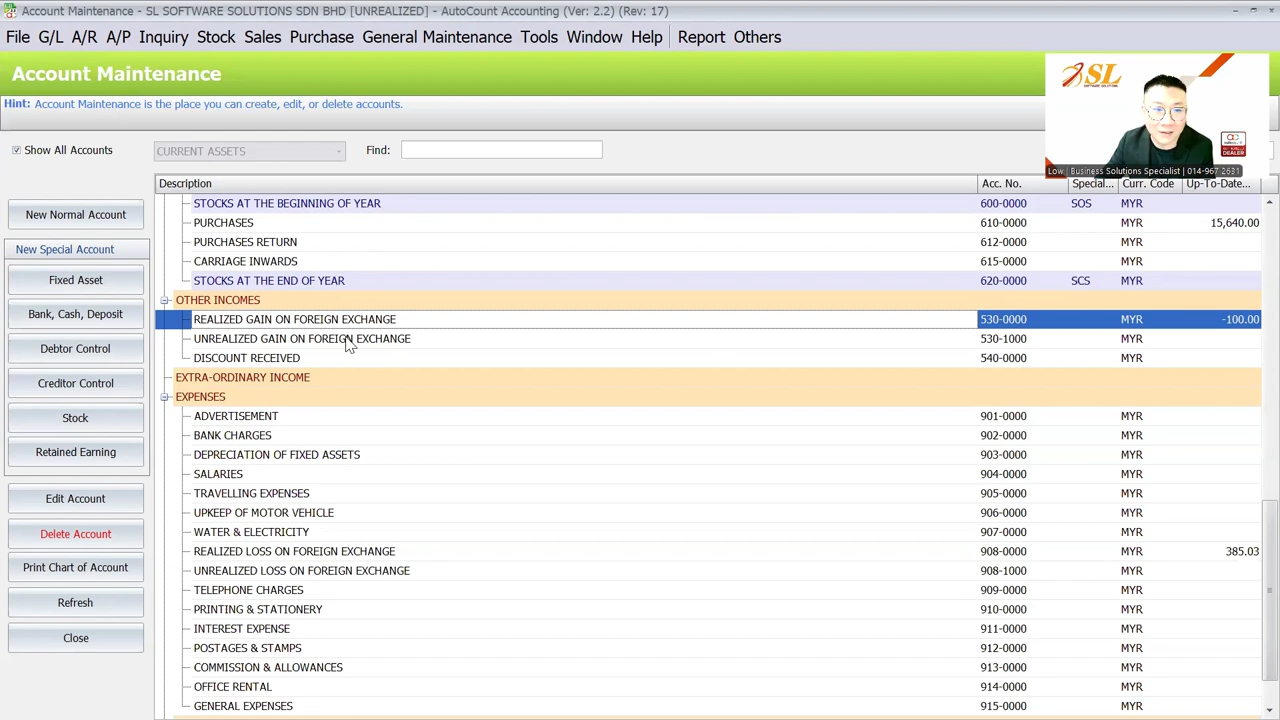 Account Maintenance - SL SOFTWARE SOLUTIONS SDN BHD [UNREALIZED] - AutoCount Accounting (Ver: 2.2) (Rev: 17)
File G/L A/R A/P Inquiry Stock Sales Purchase General Maintenance Tools Window Help Report Others
Account Maintenance
Hint: Account Maintenance is the place you can create, edit, or delete accounts.
SL
SOFTWARE SOLUTIONS
Low | Business Solutions Specialist | 014-967 2631
Show All Accounts
CURRENT ASSETS
Find:
Description Acc. No. Special... Curr. Code Up-To-Date...
New Normal Account
New Special Account
Fixed Asset
Bank, Cash, Deposit
Debtor Control
Creditor Control
Stock
Retained Earning
Edit Account
Delete Account
Print Chart of Account
Refresh
Close
STOCKS AT THE BEGINNING OF YEAR 600-0000 SOS MYR
PURCHASES 610-0000 MYR 15,640.00
PURCHASES RETURN 612-0000 MYR
CARRIAGE INWARDS 615-0000 MYR
STOCKS AT THE END OF YEAR 620-0000 SCS MYR
OTHER INCOMES
REALIZED GAIN ON FOREIGN EXCHANGE 530-0000 MYR -100.00
UNREALIZED GAIN ON FOREIGN EXCHANGE 530-1000 MYR
DISCOUNT RECEIVED 540-0000 MYR
EXTRA-ORDINARY INCOME
EXPENSES
ADVERTISEMENT 901-0000 MYR
BANK CHARGES 902-0000 MYR
DEPRECIATION OF FIXED ASSETS 903-0000 MYR
SALARIES 904-0000 MYR
TRAVELLING EXPENSES 905-0000 MYR
UPKEEP OF MOTOR VEHICLE 906-0000 MYR
WATER & ELECTRICITY 907-0000 MYR
REALIZED LOSS ON FOREIGN EXCHANGE 908-0000 MYR 385.03
UNREALIZED LOSS ON FOREIGN EXCHANGE 908-1000 MYR
TELEPHONE CHARGES 909-0000 MYR
PRINTING & STATIONERY 910-0000 MYR
INTEREST EXPENSE 911-0000 MYR
POSTAGES & STAMPS 912-0000 MYR
COMMISSION & ALLOWANCES 913-0000 MYR
OFFICE RENTAL 914-0000 MYR
GENERAL EXPENSES 915-0000 MYR